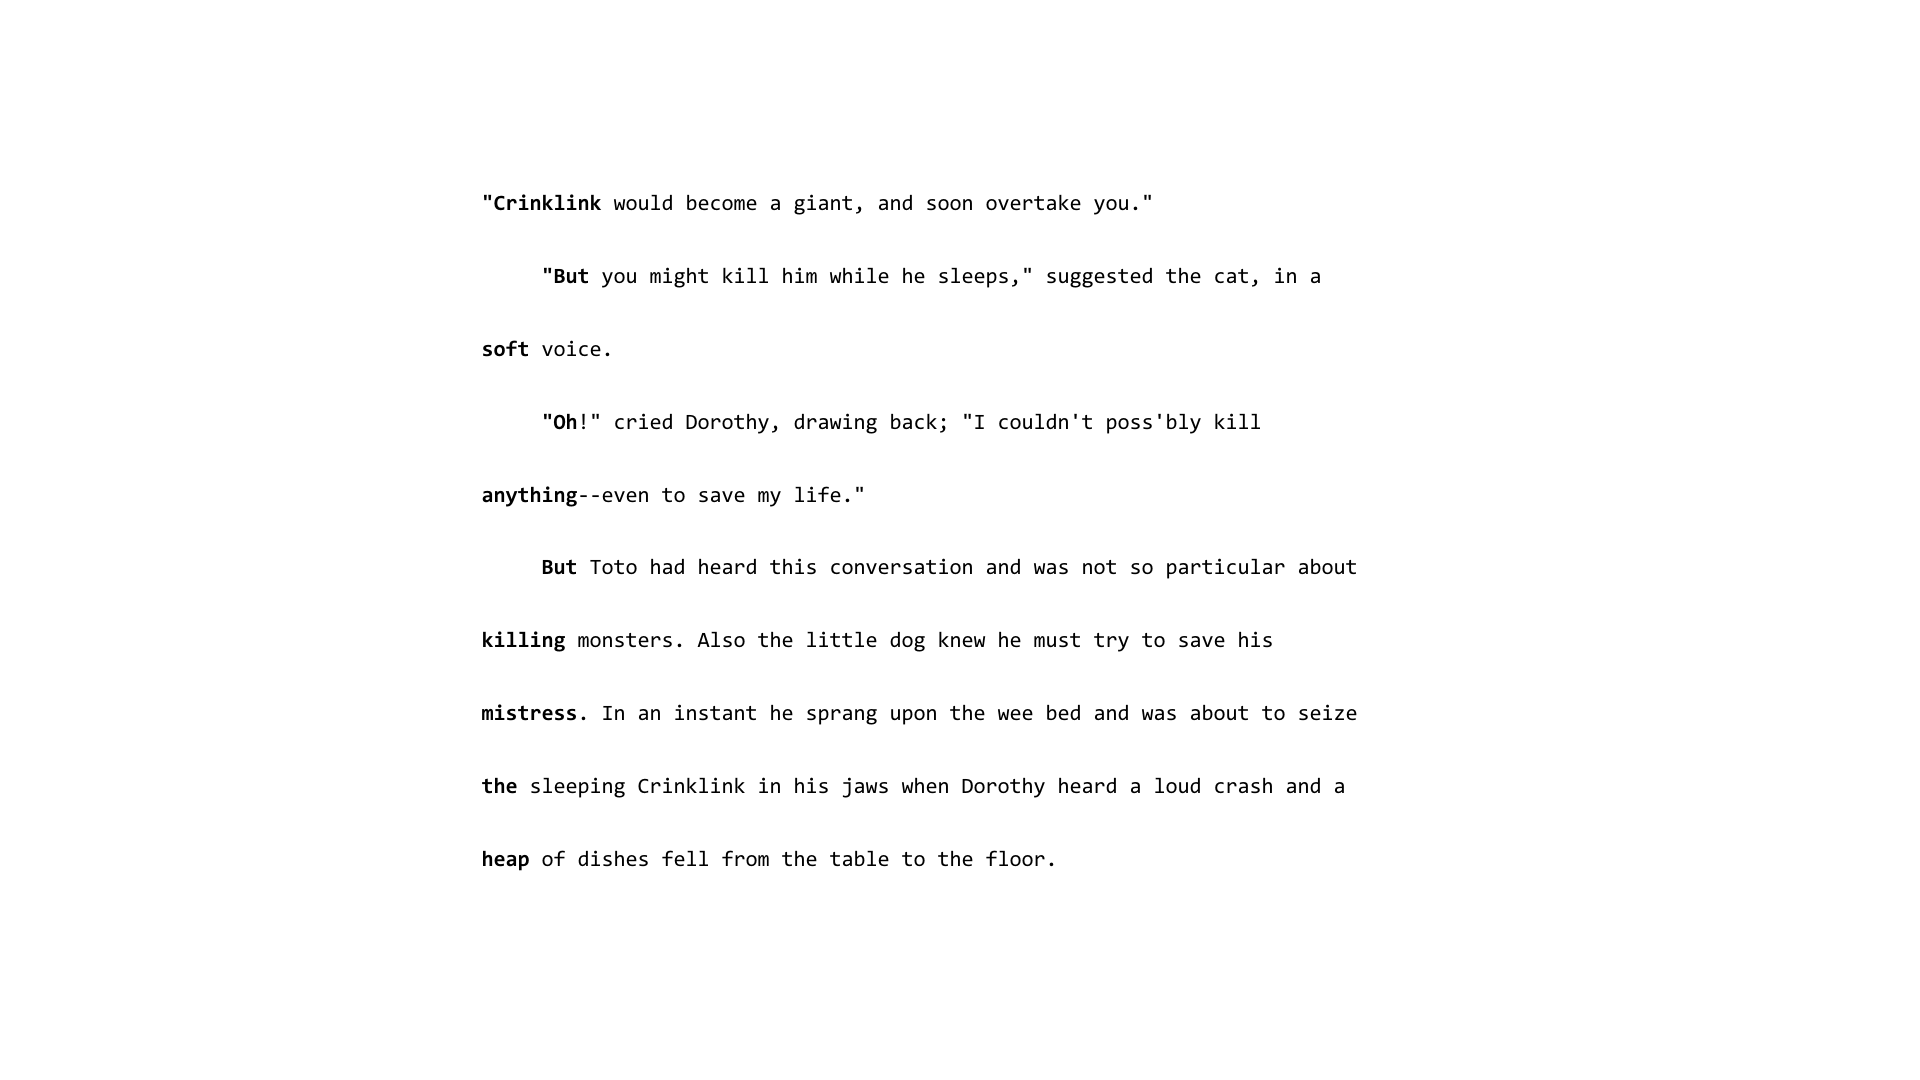 "Crinklink would become a giant, and soon overtake you."
"But you might kill him while he sleeps," suggested the cat, in a
soft voice.
"Oh!" cried Dorothy, drawing back; "I couldn't poss'bly kill
anything--even to save my life."
But Toto had heard this conversation and was not so particular about
killing monsters. Also the little dog knew he must try to save his
mistress. In an instant he sprang upon the wee bed and was about to seize
the sleeping Crinklink in his jaws when Dorothy heard a loud crash and a
heap of dishes fell from the table to the floor.